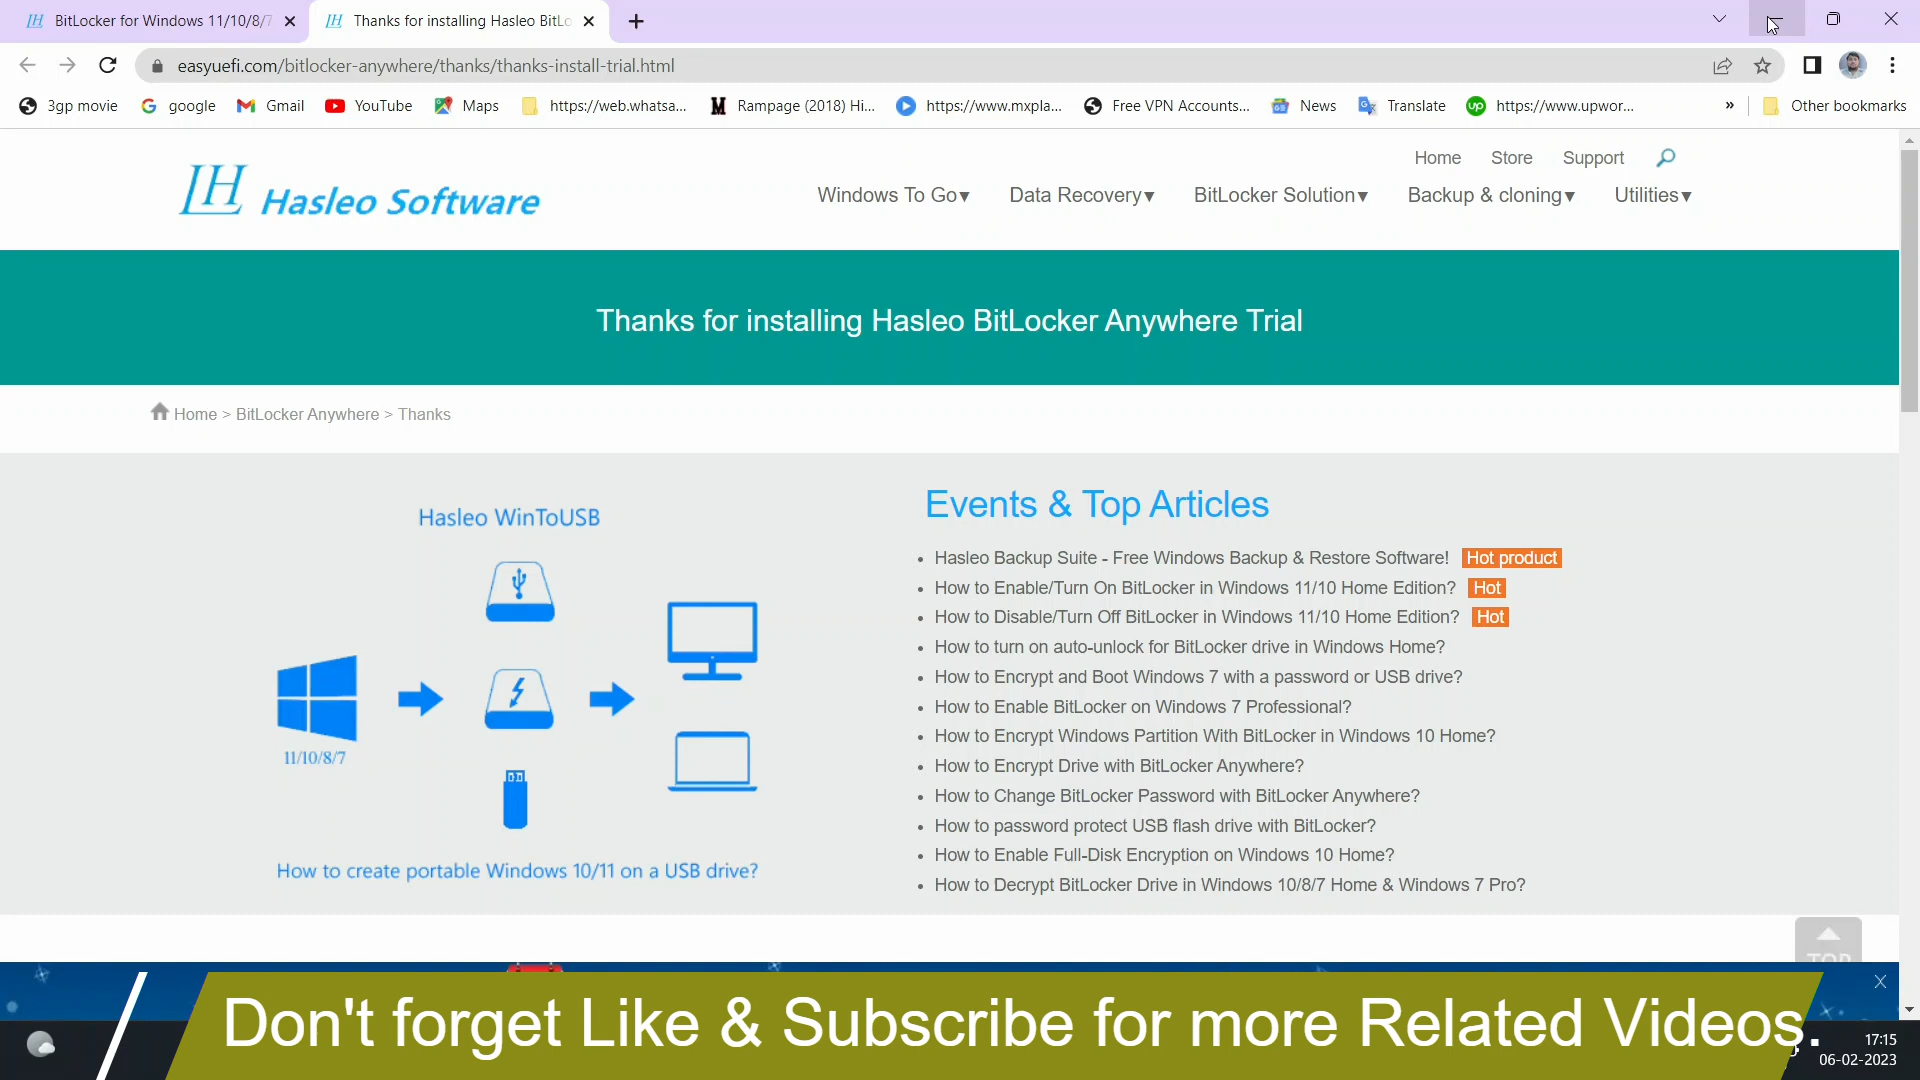 BitLocker for Windows 11/10/8/7
Thanks for installing Hasleo BitLo
easyuefi.com/bitlocker-anywhere/thanks/thanks-install-trial.html
3gp movie
google
Gmail
YouTube
Maps
https://web.whatsa...
Rampage (2018) Hi...
https://www.mxpla...
Free VPN Accounts...
News
Translate
up
https://www.upwor...
»
Other bookmarks
Home
Store
Support
LH Hasleo Software
Windows To Go▼
Data Recovery▼
BitLocker Solution▼
Backup & cloning▼
Utilities▼
Thanks for installing Hasleo BitLocker Anywhere Trial
Home > BitLocker Anywhere > Thanks
Hasleo WinToUSB
11/10/8/7
How to create portable Windows 10/11 on a USB drive?
Events & Top Articles
• Hasleo Backup Suite - Free Windows Backup & Restore Software! Hot product
• How to Enable/Turn On BitLocker in Windows 11/10 Home Edition? Hot
• How to Disable/Turn Off BitLocker in Windows 11/10 Home Edition? Hot
• How to turn on auto-unlock for BitLocker drive in Windows Home?
• How to Encrypt and Boot Windows 7 with a password or USB drive?
• How to Enable BitLocker on Windows 7 Professional?
• How to Encrypt Windows Partition With BitLocker in Windows 10 Home?
• How to Encrypt Drive with BitLocker Anywhere?
• How to Change BitLocker Password with BitLocker Anywhere?
• How to password protect USB flash drive with BitLocker?
• How to Enable Full-Disk Encryption on Windows 10 Home?
• How to Decrypt BitLocker Drive in Windows 10/8/7 Home & Windows 7 Pro?
TOP
Don't forget Like & Subscribe for more Related Videos.
17:15
06-02-2023